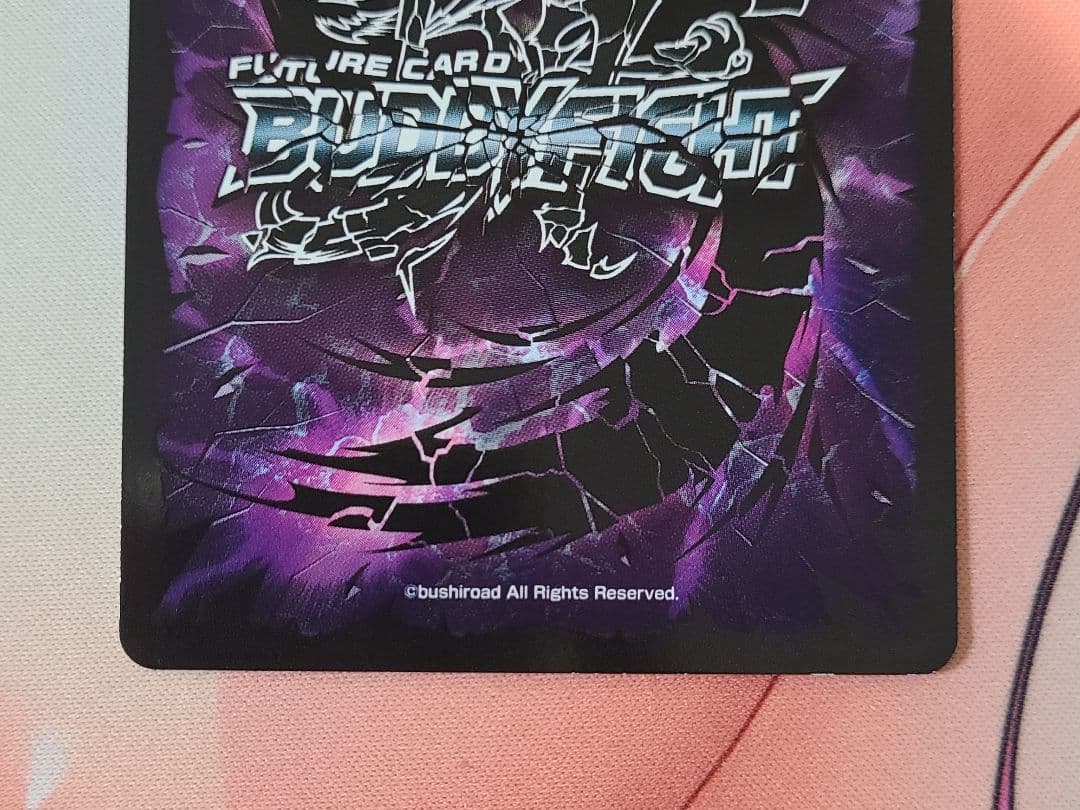 FUTURE CARD
BUDDYFIGHT
©bushiroad All Rights Reserved.